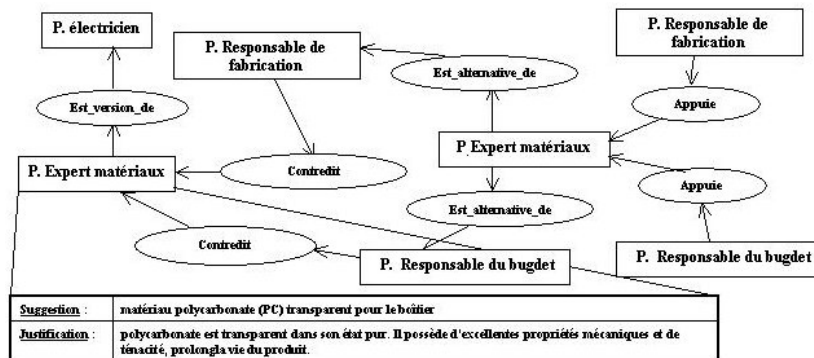 P. électricien
P. Responsable de
fabrication
P. Responsable de
fabrication
Est_alternative_de
Est_version_de
Appuie
P. Expert matériaux
P. Expert matériaux
Contredit
Appuie
Est_alternative_de
Contredit
P. Responsable du bugdet
P. Responsable du bugdet
Suggestion : matériau polycarbonate (PC) transparent pour le boîtier
Justification : polycarbonate est transparent dans son état pur. Il possède d'excellentes propriétés mécaniques et de
ténacité, prolongla vie du produit.